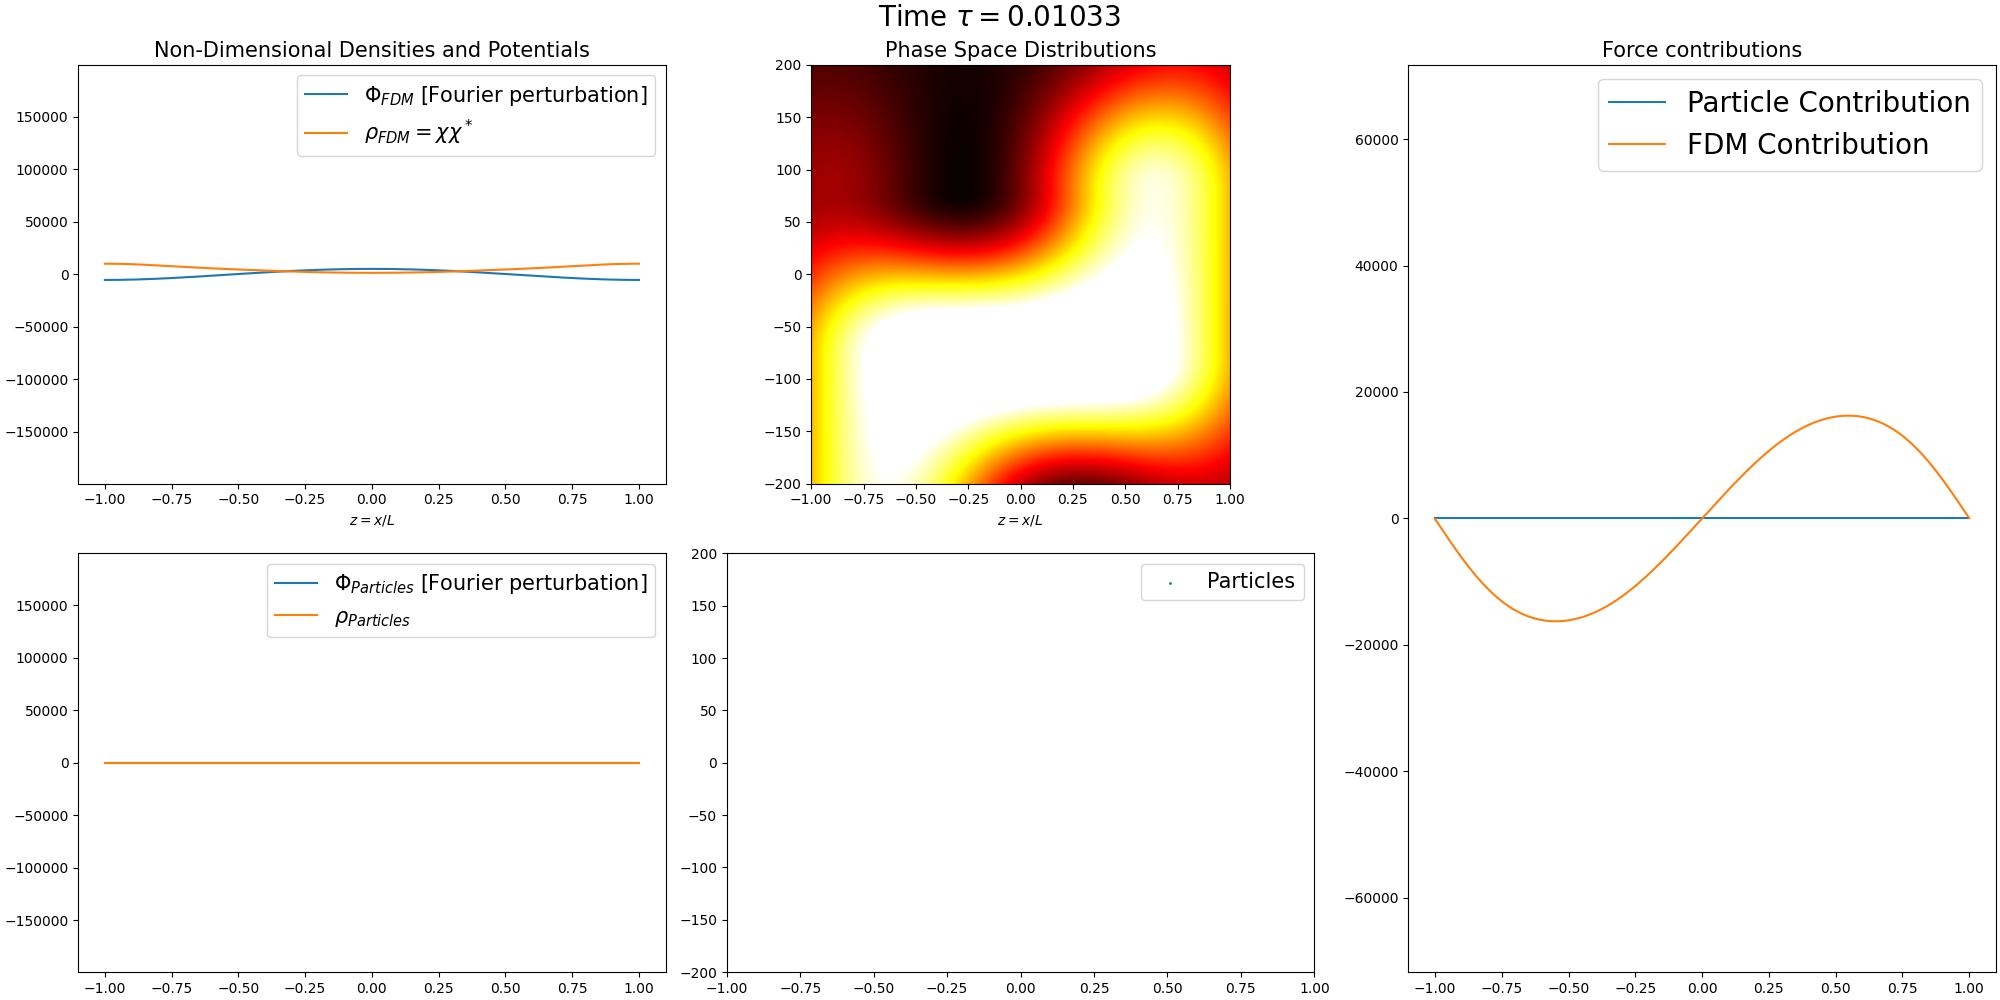 Time τ = 0.01033
Non-Dimensional Densities and Potentials
Φ_FDM [Fourier perturbation]
ρ_FDM = χχ*
150000
100000
50000
0
−50000
−100000
−150000
−1.00 −0.75 −0.50 −0.25 0.00 0.25 0.50 0.75 1.00
z = x/L
Phase Space Distributions
200
150
100
50
0
−50
−100
−150
−200
−1.00 −0.75 −0.50 −0.25 0.00 0.25 0.50 0.75 1.00
z = x/L
Force contributions
Particle Contribution
FDM Contribution
60000
40000
20000
0
−20000
−40000
−60000
−1.00 −0.75 −0.50 −0.25 0.00 0.25 0.50 0.75 1.00
Φ_Particles [Fourier perturbation]
ρ_Particles
150000
100000
50000
0
−50000
−100000
−150000
−1.00 −0.75 −0.50 −0.25 0.00 0.25 0.50 0.75 1.00
Particles
200
150
100
50
0
−50
−100
−150
−200
−1.00 −0.75 −0.50 −0.25 0.00 0.25 0.50 0.75 1.00